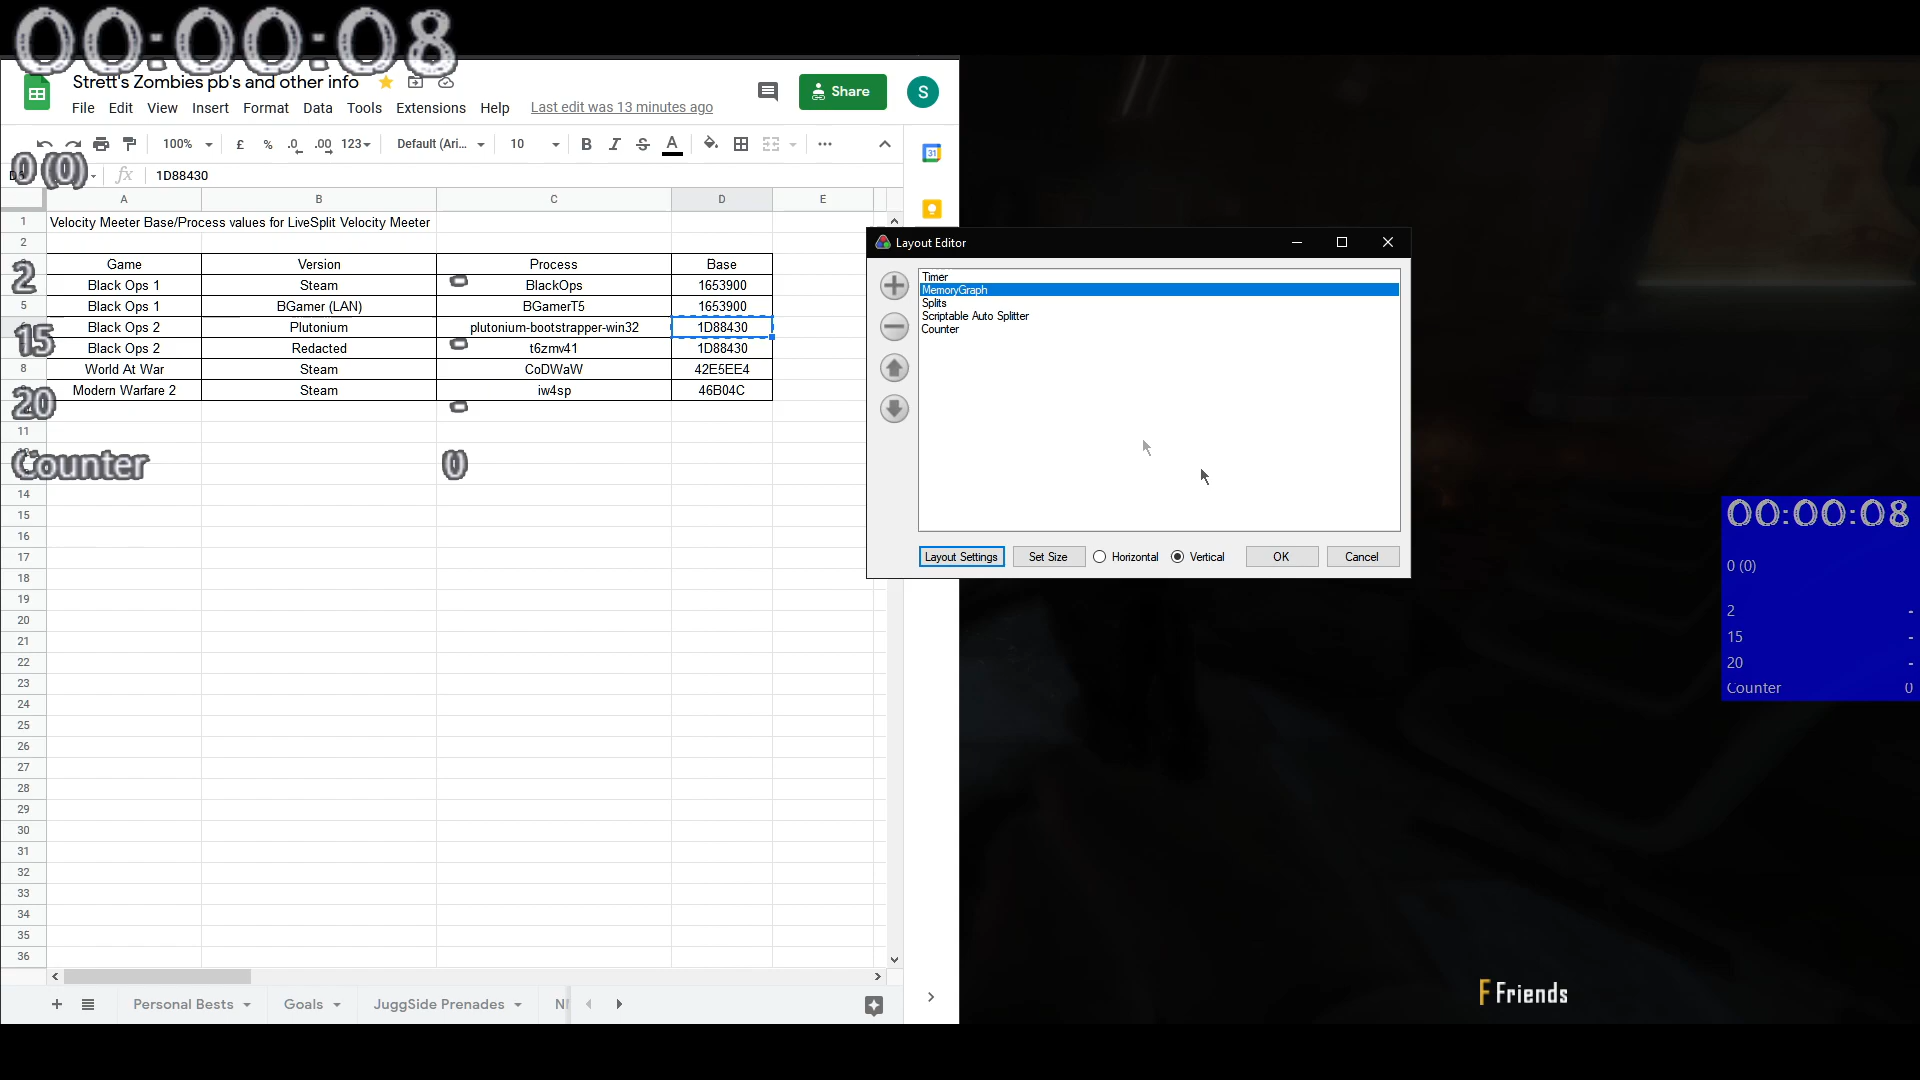 00:00:08
Strett's Zombies pb's and other info
File Edit View Insert Format Data Tools Extensions Help Last edit was 13 minutes ago
Share
S
100% £ % .0 .00 123 Default (Ari... 10 B I S A ...
0 (0)
fx 1D88430
31
A B C D E
1 Velocity Meeter Base/Process values for LiveSplit Velocity Meeter
2
Game Version Process Base
2 Black Ops 1 Steam - BlackOps 1653900
5 Black Ops 1 BGamer (LAN) BGamerT5 1653900
Black Ops 2 Plutonium plutonium-bootstrapper-win32 1D88430
15 -
Black Ops 2 Redacted t6zmv41 1D88430
8 World At War Steam CoDWaW 42E5EE4
Modern Warfare 2 Steam iw4sp 46B04C
20 -
11
Counter 0
14
15
16
17
18
19
20
21
22
23
24
25
26
27
28
29
30
31
32
33
34
35
36
Personal Bests Goals JuggSide Prenades
Layout Editor
Timer
MemoryGraph
Splits
Scriptable Auto Splitter
Counter
Layout Settings Set Size Horizontal Vertical OK Cancel
00:00:08
0 (0)
2 -
15 -
20 -
Counter 0
F Friends